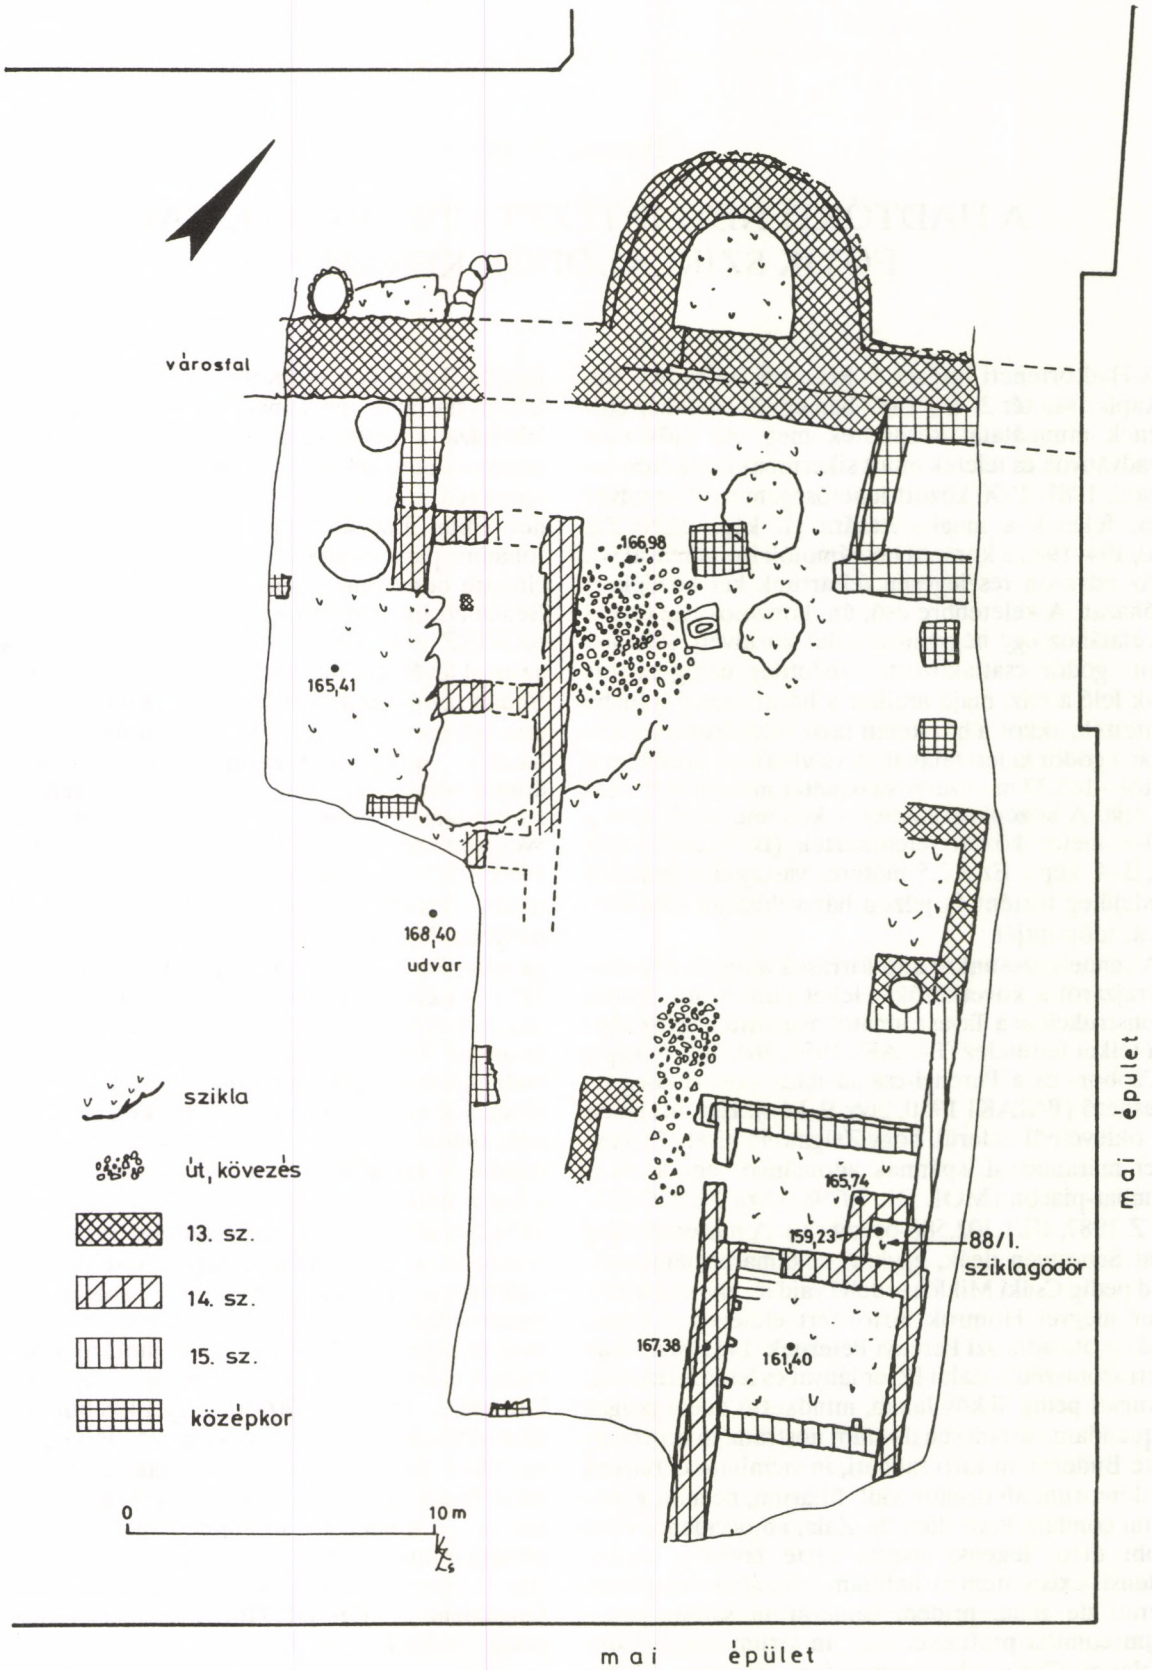 városfal
166,98
165,41
168,40
udvar
szikla
út, kövezés
13. sz.
14. sz.
15. sz.
középkor
165,74
159,23
88/I.
sziklagödör
167,38
161,40
0
10 m
mai épület
mai épület